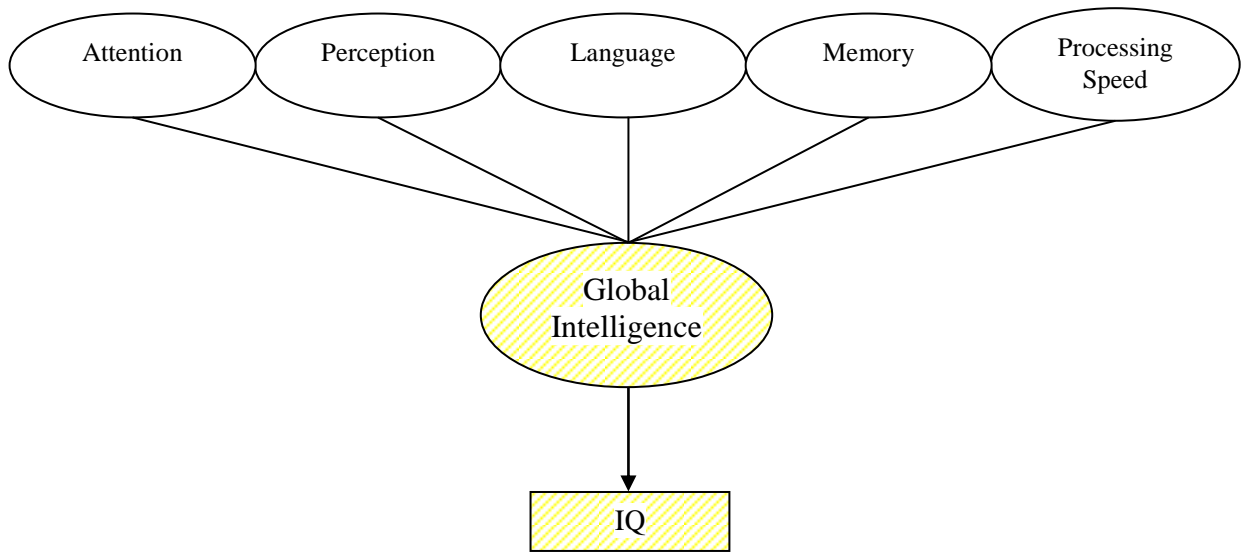 Attention
Perception
Language
Memory
Processing
Speed
Global
Intelligence
IQ